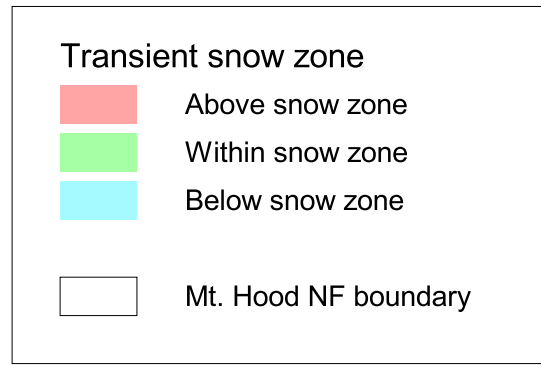 Transient snow zone
Above snow zone
Within snow zone
Below snow zone
Mt. Hood NF boundary